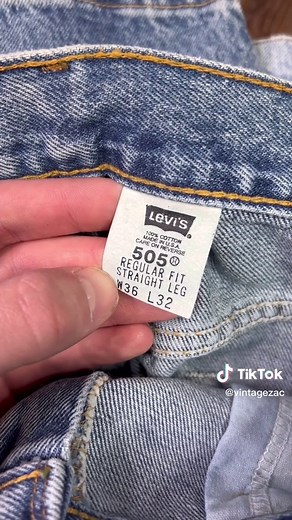 Levi's
100% COTTON
MADE IN U.S.A.
CARE ON REVERSE
505®
REGULAR FIT
STRAIGHT LEG
W36 L32
TikTok
@vintagezac